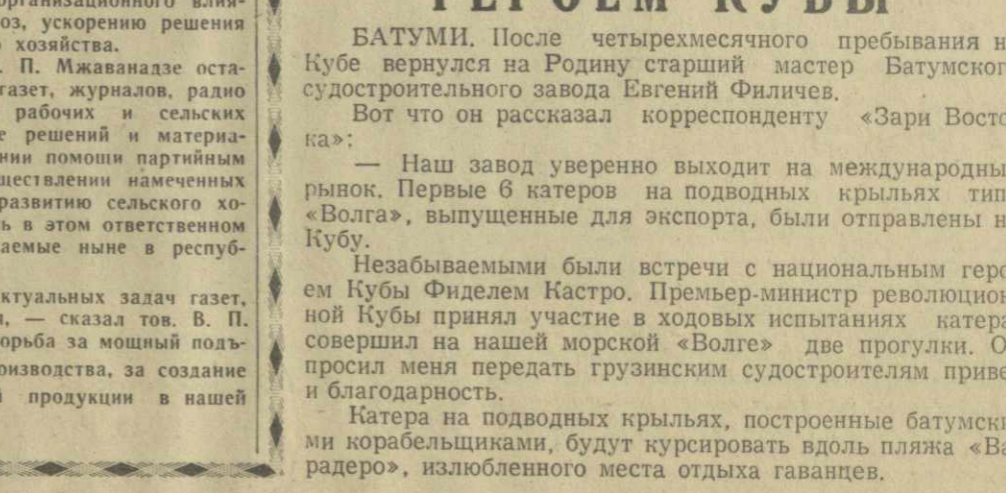 организационного влия-
оз, ускорению решения
хозяйства.
. П. Мжаванадзе оста-
газет, журналов, радио
рабочих и сельских
е решений и материа-
нии помощи партийным
ществлении намеченных
развитию сельского хо-
ь в этом ответственном
аемые ныне в респуб-
ктуальных задач газет,
, — сказал тов. В. П.
орьба за мощный подъ-
оизводства, за создание
продукции в нашей
ГЕРОЕМ КУБЫ
БАТУМИ. После четырехмесячного пребывания н
Кубе вернулся на Родину старший мастер Батумског
судостроительного завода Евгений Филичев.
Вот что он рассказал корреспонденту «Зари Восто
ка»:
— Наш завод уверенно выходит на международны
рынок. Первые 6 катеров на подводных крыльях тип
«Волга», выпущенные для экспорта, были отправлены н
Кубу.
Незабываемыми были встречи с национальным геро
ем Кубы Фиделем Кастро. Премьер-министр революцион
ной Кубы принял участие в ходовых испытаниях катера
совершил на нашей морской «Волге» две прогулки. О
просил меня передать грузинским судостроителям приве
и благодарность.
Катера на подводных крыльях, построенные батумски
ми корабельщиками, будут курсировать вдоль пляжа «Ва
радеро», излюбленного места отдыха гаванцев.